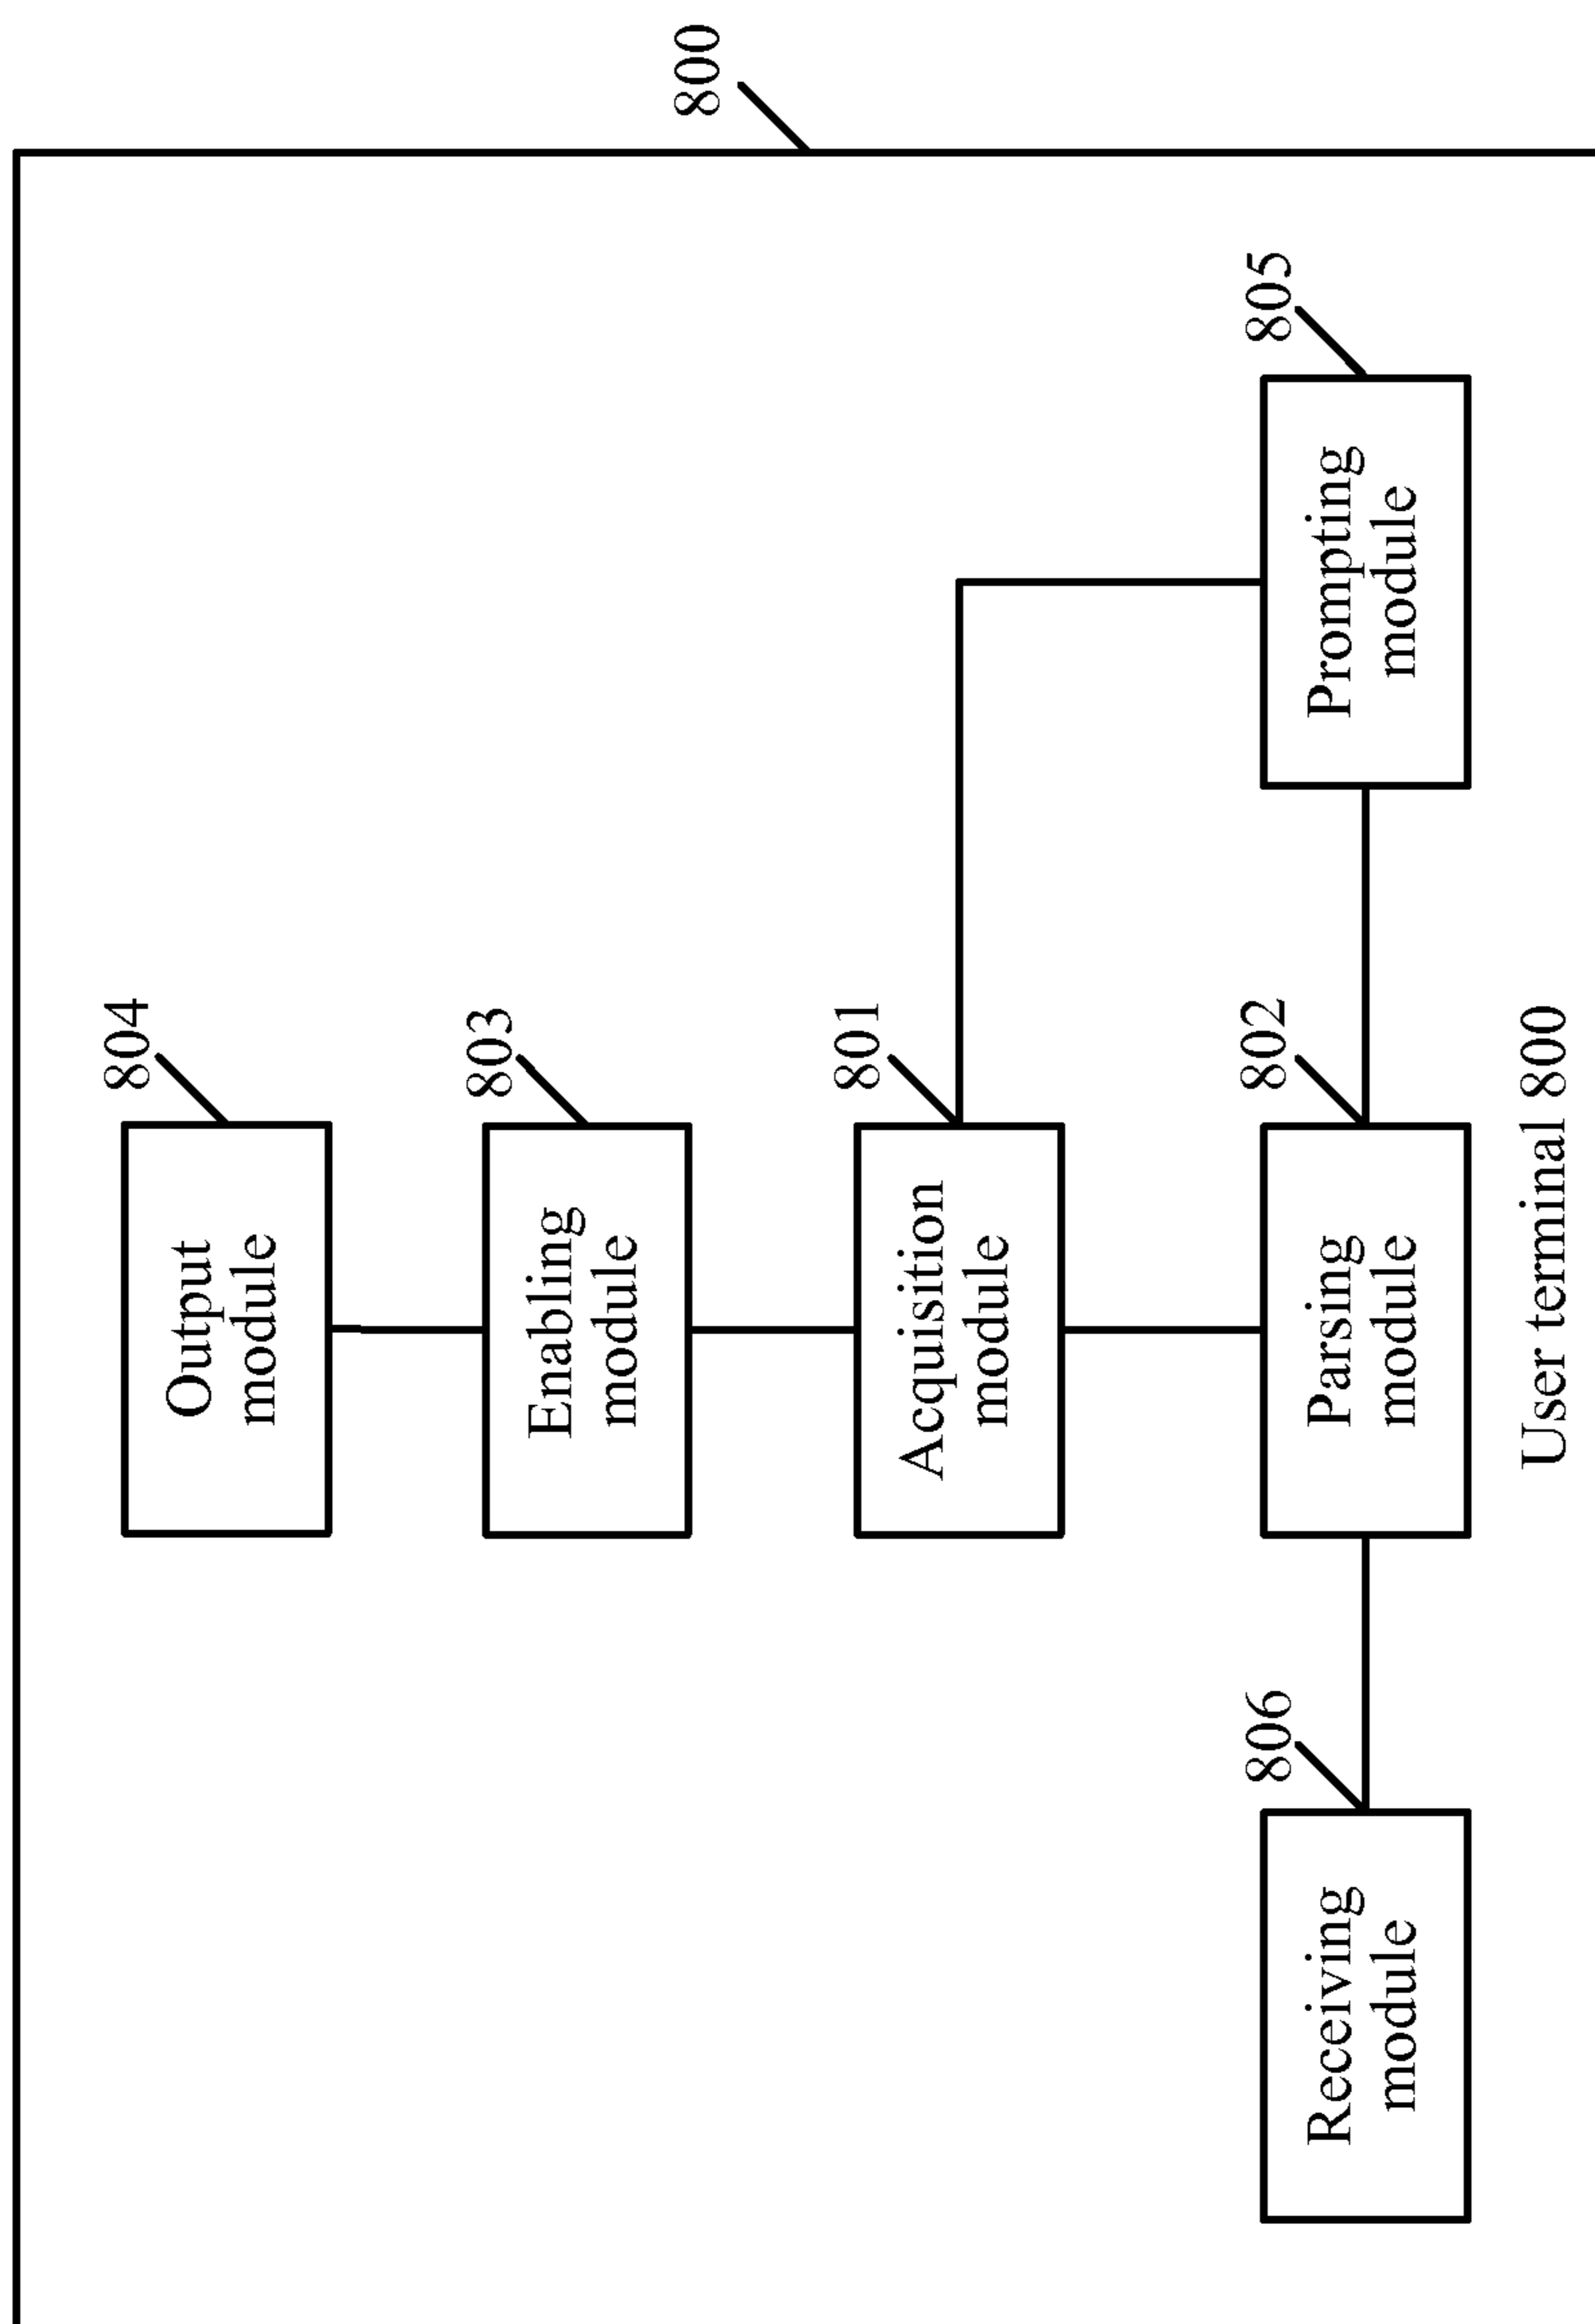 800
804
Output
module
803
Enabling
module
801
Acquisition
module
806
802
805
Receiving
module
Parsing
module
Prompting
module
User terminal 800